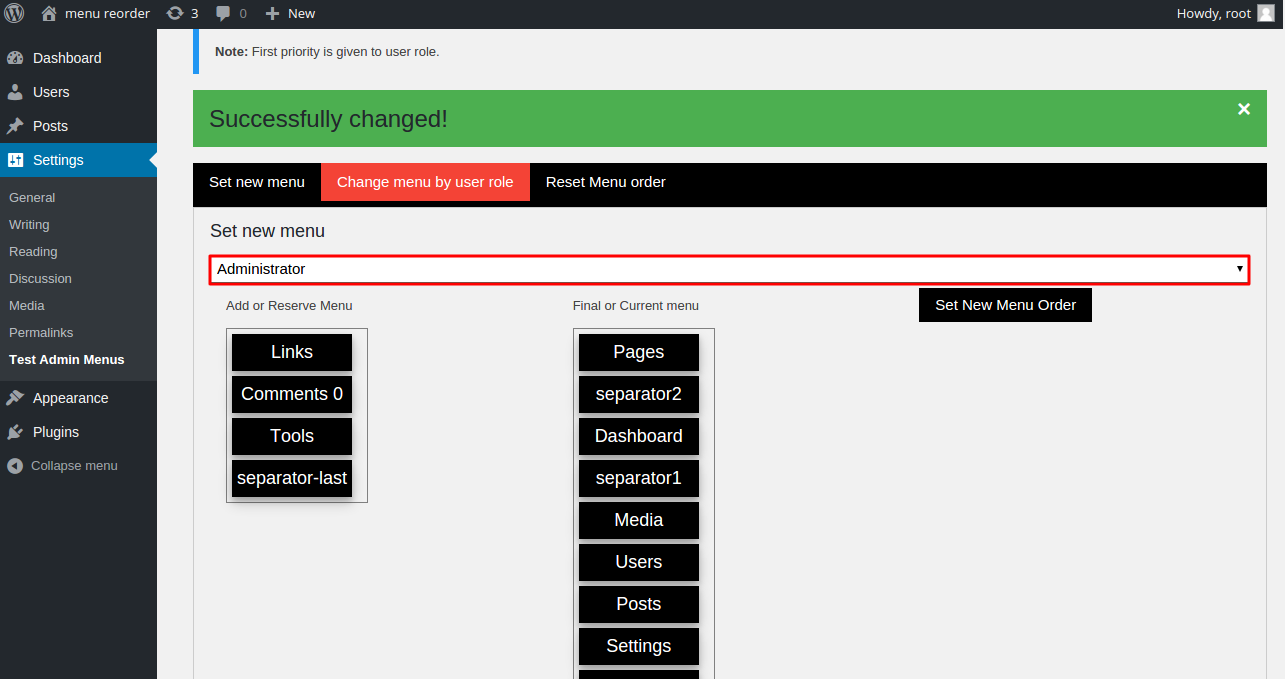 menu reorder 3 0 New Howdy, root
Dashboard
Users
Posts
Settings
General
Writing
Reading
Discussion
Media
Permalinks
Test Admin Menus
Appearance
Plugins
Collapse menu
Note: First priority is given to user role.
Successfully changed!
Set new menu Change menu by user role Reset Menu order
Set new menu
Administrator
Add or Reserve Menu
Links
Comments 0
Tools
separator-last
Final or Current menu
Pages
separator2
Dashboard
separator1
Media
Users
Posts
Settings
Set New Menu Order